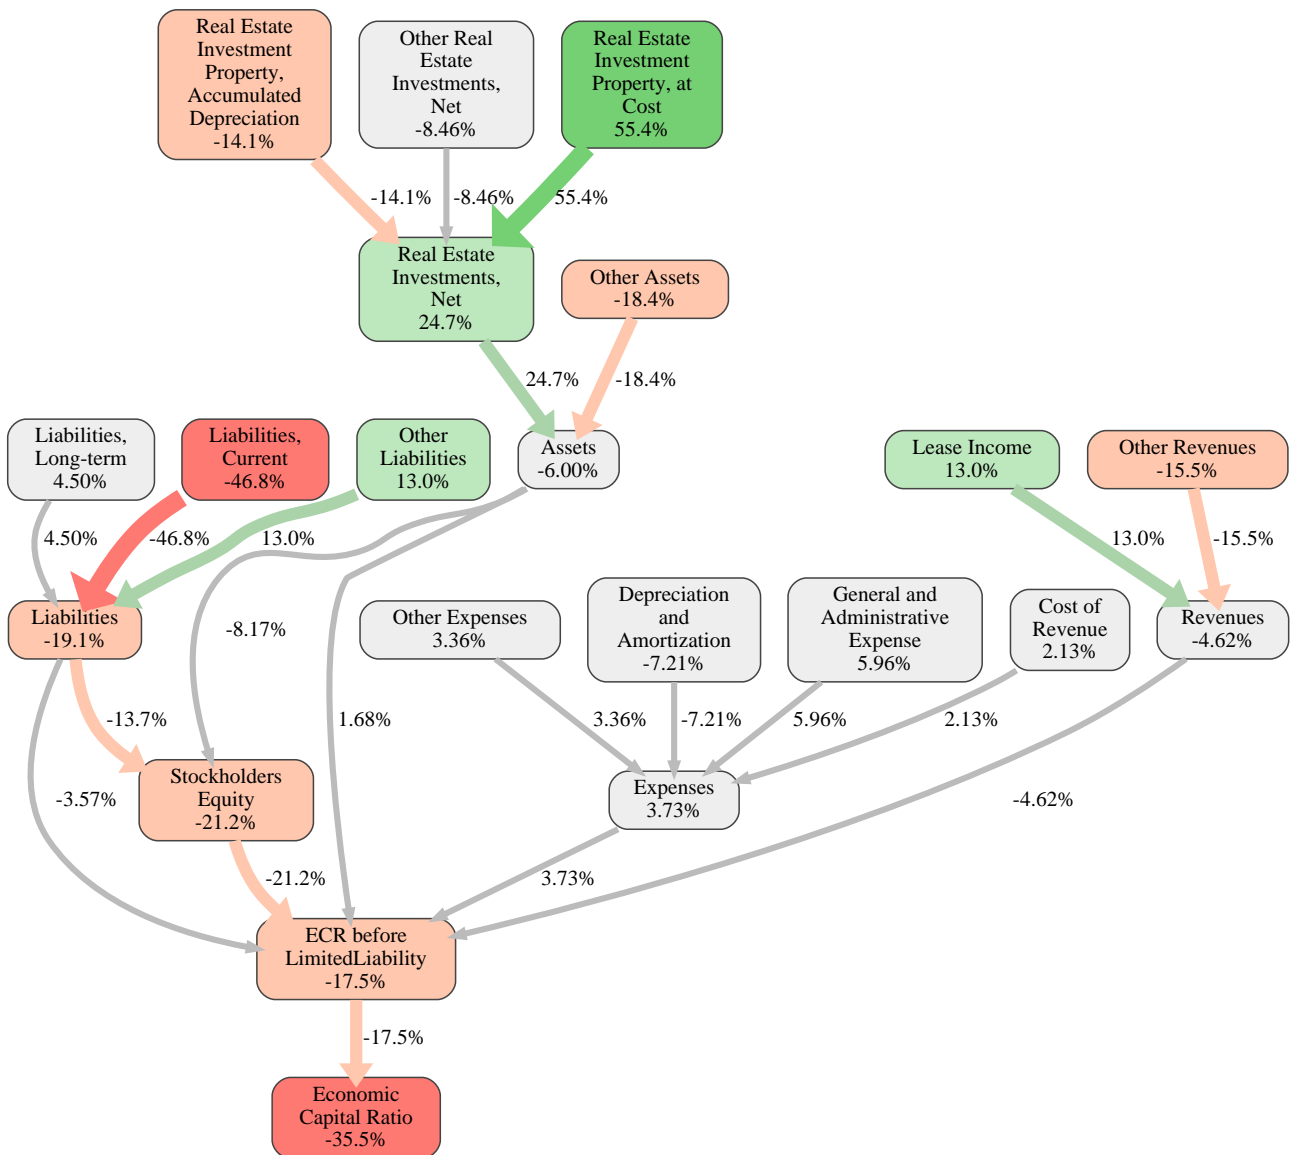 Real Estate
Investment
Property,
Accumulated
Depreciation
-14.1%
Other Real
Estate
Investments,
Net
-8.46%
Real Estate
Investment
Property, at
Cost
55.4%
-14.1%
-8.46%
55.4%
Real Estate
Investments,
Net
24.7%
Other Assets
-18.4%
24.7%
-18.4%
Liabilities,
Long-term
4.50%
Liabilities,
Current
-46.8%
Other
Liabilities
13.0%
Assets
-6.00%
Lease Income
13.0%
Other Revenues
-15.5%
4.50%
-46.8%
13.0%
13.0%
-15.5%
Liabilities
-19.1%
-8.17%
Other Expenses
3.36%
Depreciation
and
Amortization
-7.21%
General and
Administrative
Expense
5.96%
Cost of
Revenue
2.13%
Revenues
-4.62%
-13.7%
1.68%
3.36%
-7.21%
5.96%
2.13%
-3.57%
Stockholders
Equity
-21.2%
Expenses
3.73%
-4.62%
-21.2%
3.73%
ECR before
LimitedLiability
-17.5%
-17.5%
Economic
Capital Ratio
-35.5%